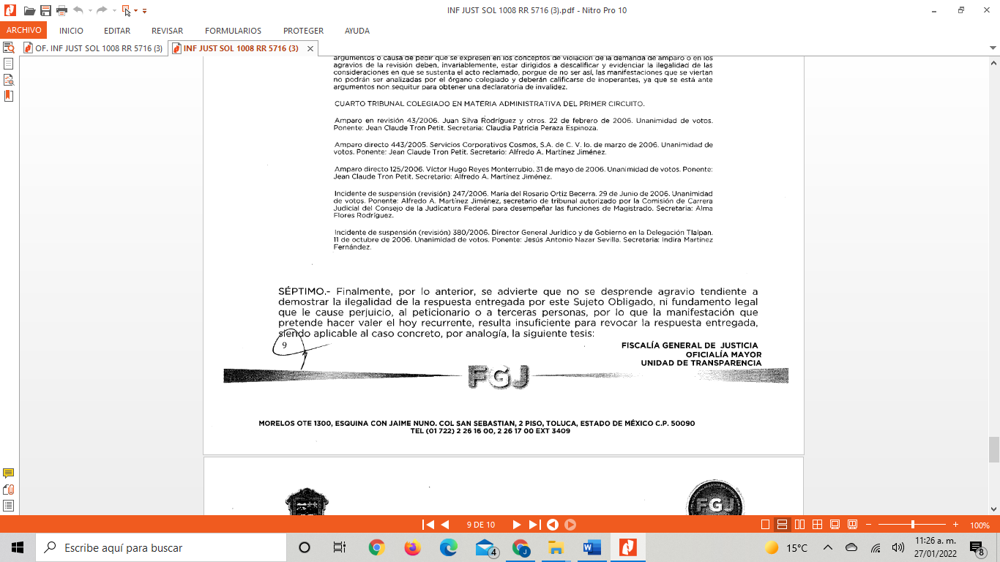 INF JUST SOL 1008 RR 5716 (3).pdf - Nitro Pro 10
ARCHIVO INICIO EDITAR REVISAR FORMULARIOS PROTEGER AYUDA
OF. INF JUST SOL 1008 RR 5716 (3) INF JUST SOL 1008 RR 5716 (3)
argumentos o causa de pedir que se expresen en los conceptos de violación de la demanda de amparo o en los
agravios de la revisión deben, invariablemente, estar dirigidos a descalificar y evidenciar la ilegalidad de las
consideraciones en que se sustenta el acto reclamado, porque de no ser así, las manifestaciones que se viertan
no podrán ser analizadas por el órgano colegiado y deberán calificarse de inoperantes, ya que se está ante
argumentos non sequitur para obtener una declaratoria de invalidez.
CUARTO TRIBUNAL COLEGIADO EN MATERIA ADMINISTRATIVA DEL PRIMER CIRCUITO.
Amparo en revisión 43/2006. Juan Silva Rodríguez y otros. 22 de febrero de 2006. Unanimidad de votos.
Ponente: Jean Claude Tron Petit. Secretaria: Claudia Patricia Peraza Espinoza.
Amparo directo 443/2005. Servicios Corporativos Cosmos, S.A. de C. V. lo. de marzo de 2006. Unanimidad de
votos. Ponente: Jean Claude Tron Petit. Secretario: Alfredo A. Martínez Jiménez.
Amparo directo 125/2006. Víctor Hugo Reyes Monterrubio. 31 de mayo de 2006. Unanimidad de votos. Ponente:
Jean Claude Tron Petit. Secretario: Alfredo A. Martínez Jiménez.
Incidente de suspensión (revisión) 247/2006. María del Rosario Ortiz Becerra. 29 de Junio de 2006. Unanimidad
de votos. Ponente: Alfredo A. Martínez Jiménez, secretario de tribunal autorizado por la Comisión de Carrera
Judicial del Consejo de la Judicatura Federal para desempeñar las funciones de Magistrado. Secretaria: Alma
Flores Rodríguez.
Incidente de suspensión (revisión) 380/2006. Director General Jurídico y de Gobierno en la Delegación Tlalpan.
11 de octubre de 2006. Unanimidad de votos. Ponente: Jesús Antonio Nazar Sevilla. Secretaria: Indira Martínez
Fernández.
SÉPTIMO.- Finalmente, por lo anterior, se advierte que no se desprende agravio tendiente a
demostrar la ilegalidad de la respuesta entregada por este Sujeto Obligado, ni fundamento legal
que le cause perjuicio, al peticionario o a terceras personas, por lo que la manifestación que
pretende hacer valer el hoy recurrente, resulta insuficiente para revocar la respuesta entregada,
siendo aplicable al caso concreto, por analogía, la siguiente tesis:
9
FISCALÍA GENERAL DE JUSTICIA
OFICIALÍA MAYOR
UNIDAD DE TRANSPARENCIA
FGJ
MORELOS OTE 1300, ESQUINA CON JAIME NUNO. COL SAN SEBASTIAN, 2 PISO, TOLUCA, ESTADO DE MÉXICO C.P. 50090
TEL (01 722) 2 26 16 00, 2 26 17 00 EXT 3409
FGJ
9 DE 10
100%
Escribe aquí para buscar
4
J
15°C
11:26 a. m.
27/01/2022
8